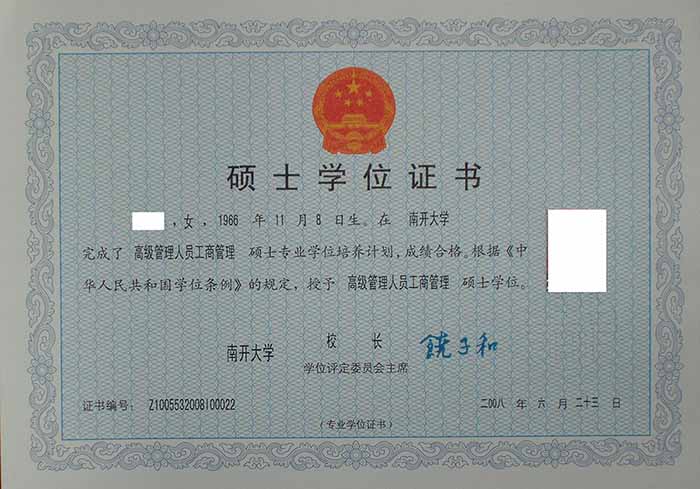 硕士学位证书
，女，1966 年 11 月 8 日生。在 南开大学
完成了 高级管理人员工商管理 硕士专业学位培养计划，成绩合格。根据《中
华人民共和国学位条例》的规定，授予 高级管理人员工商管理 硕士学位。
南开大学 校 长 饶子和
学位评定委员会主席
证书编号： Z1005532008100022 二00八 年 六 月 二十三 日
（专业学位证书）